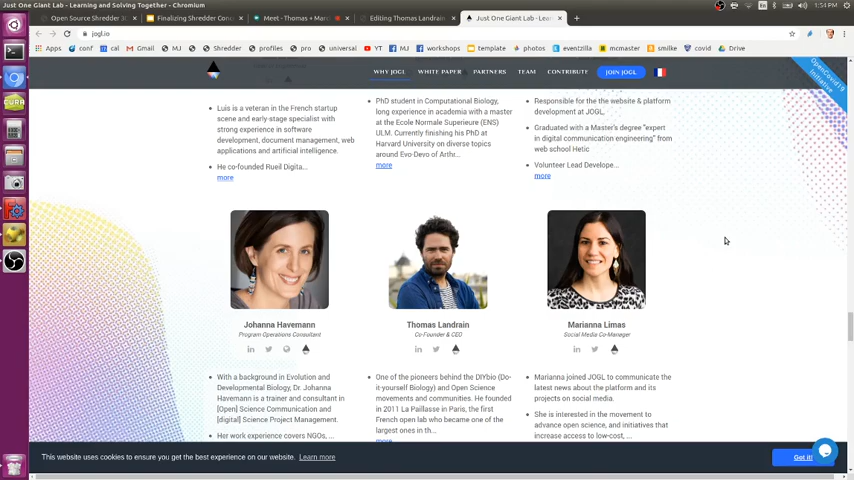 Just One Giant Lab - Learning and Solving Together - Chromium
En
1:54 PM
Open Source Shredder 3D
Finalizing Shredder Conc
Meet - Thomas + Marc
Editing Thomas Landrain
Just One Giant Lab - Learni
jogl.io
Apps
conf
cal
Gmail
MJ
Shredder
profiles
pro
universal
YT
MJ
workshops
template
photos
eventzilla
mcmaster
smilke
covid
Drive
WHY JOGL
WHITE PAPER
PARTNERS
TEAM
CONTRIBUTE
JOIN JOGL
OpenCovid19
Initiative
Luis is a veteran in the French startup
scene and early-stage specialist with
strong experience in software
development, document management, web
applications and artificial intelligence.
He co-founded Rueil Digita...
more
PhD student in Computational Biology,
long experience in academia with a master
at the Ecole Normale Superieure (ENS)
ULM. Currently finishing his PhD at
Harvard University on diverse topics
around Evo-Devo of Arthr...
more
Responsible for the the website & platform
development at JOGL.
Graduated with a Master's degree "expert
in digital communication engineering" from
web school Hetic
Volunteer Lead Develope...
more
Johanna Havemann
Program Operations Consultant
Thomas Landrain
Co-Founder & CEO
Marianna Limas
Social Media Co-Manager
With a background in Evolution and
Developmental Biology, Dr. Johanna
Havemann is a trainer and consultant in
[Open] Science Communication and
[digital] Science Project Management.
Her work experience covers NGOs, ...
One of the pioneers behind the DIYbio (Do-
it-yourself Biology) and Open Science
movements and communities. He founded
in 2011 La Paillasse in Paris, the first
French open lab who became one of the
largest ones in th...
more
Marianna joined JOGL to communicate the
latest news about the platform and its
projects on social media.
She is interested in the movement to
advance open science, and initiatives that
increase access to low-cost, ...
This website uses cookies to ensure you get the best experience on our website.
Learn more
Got it!